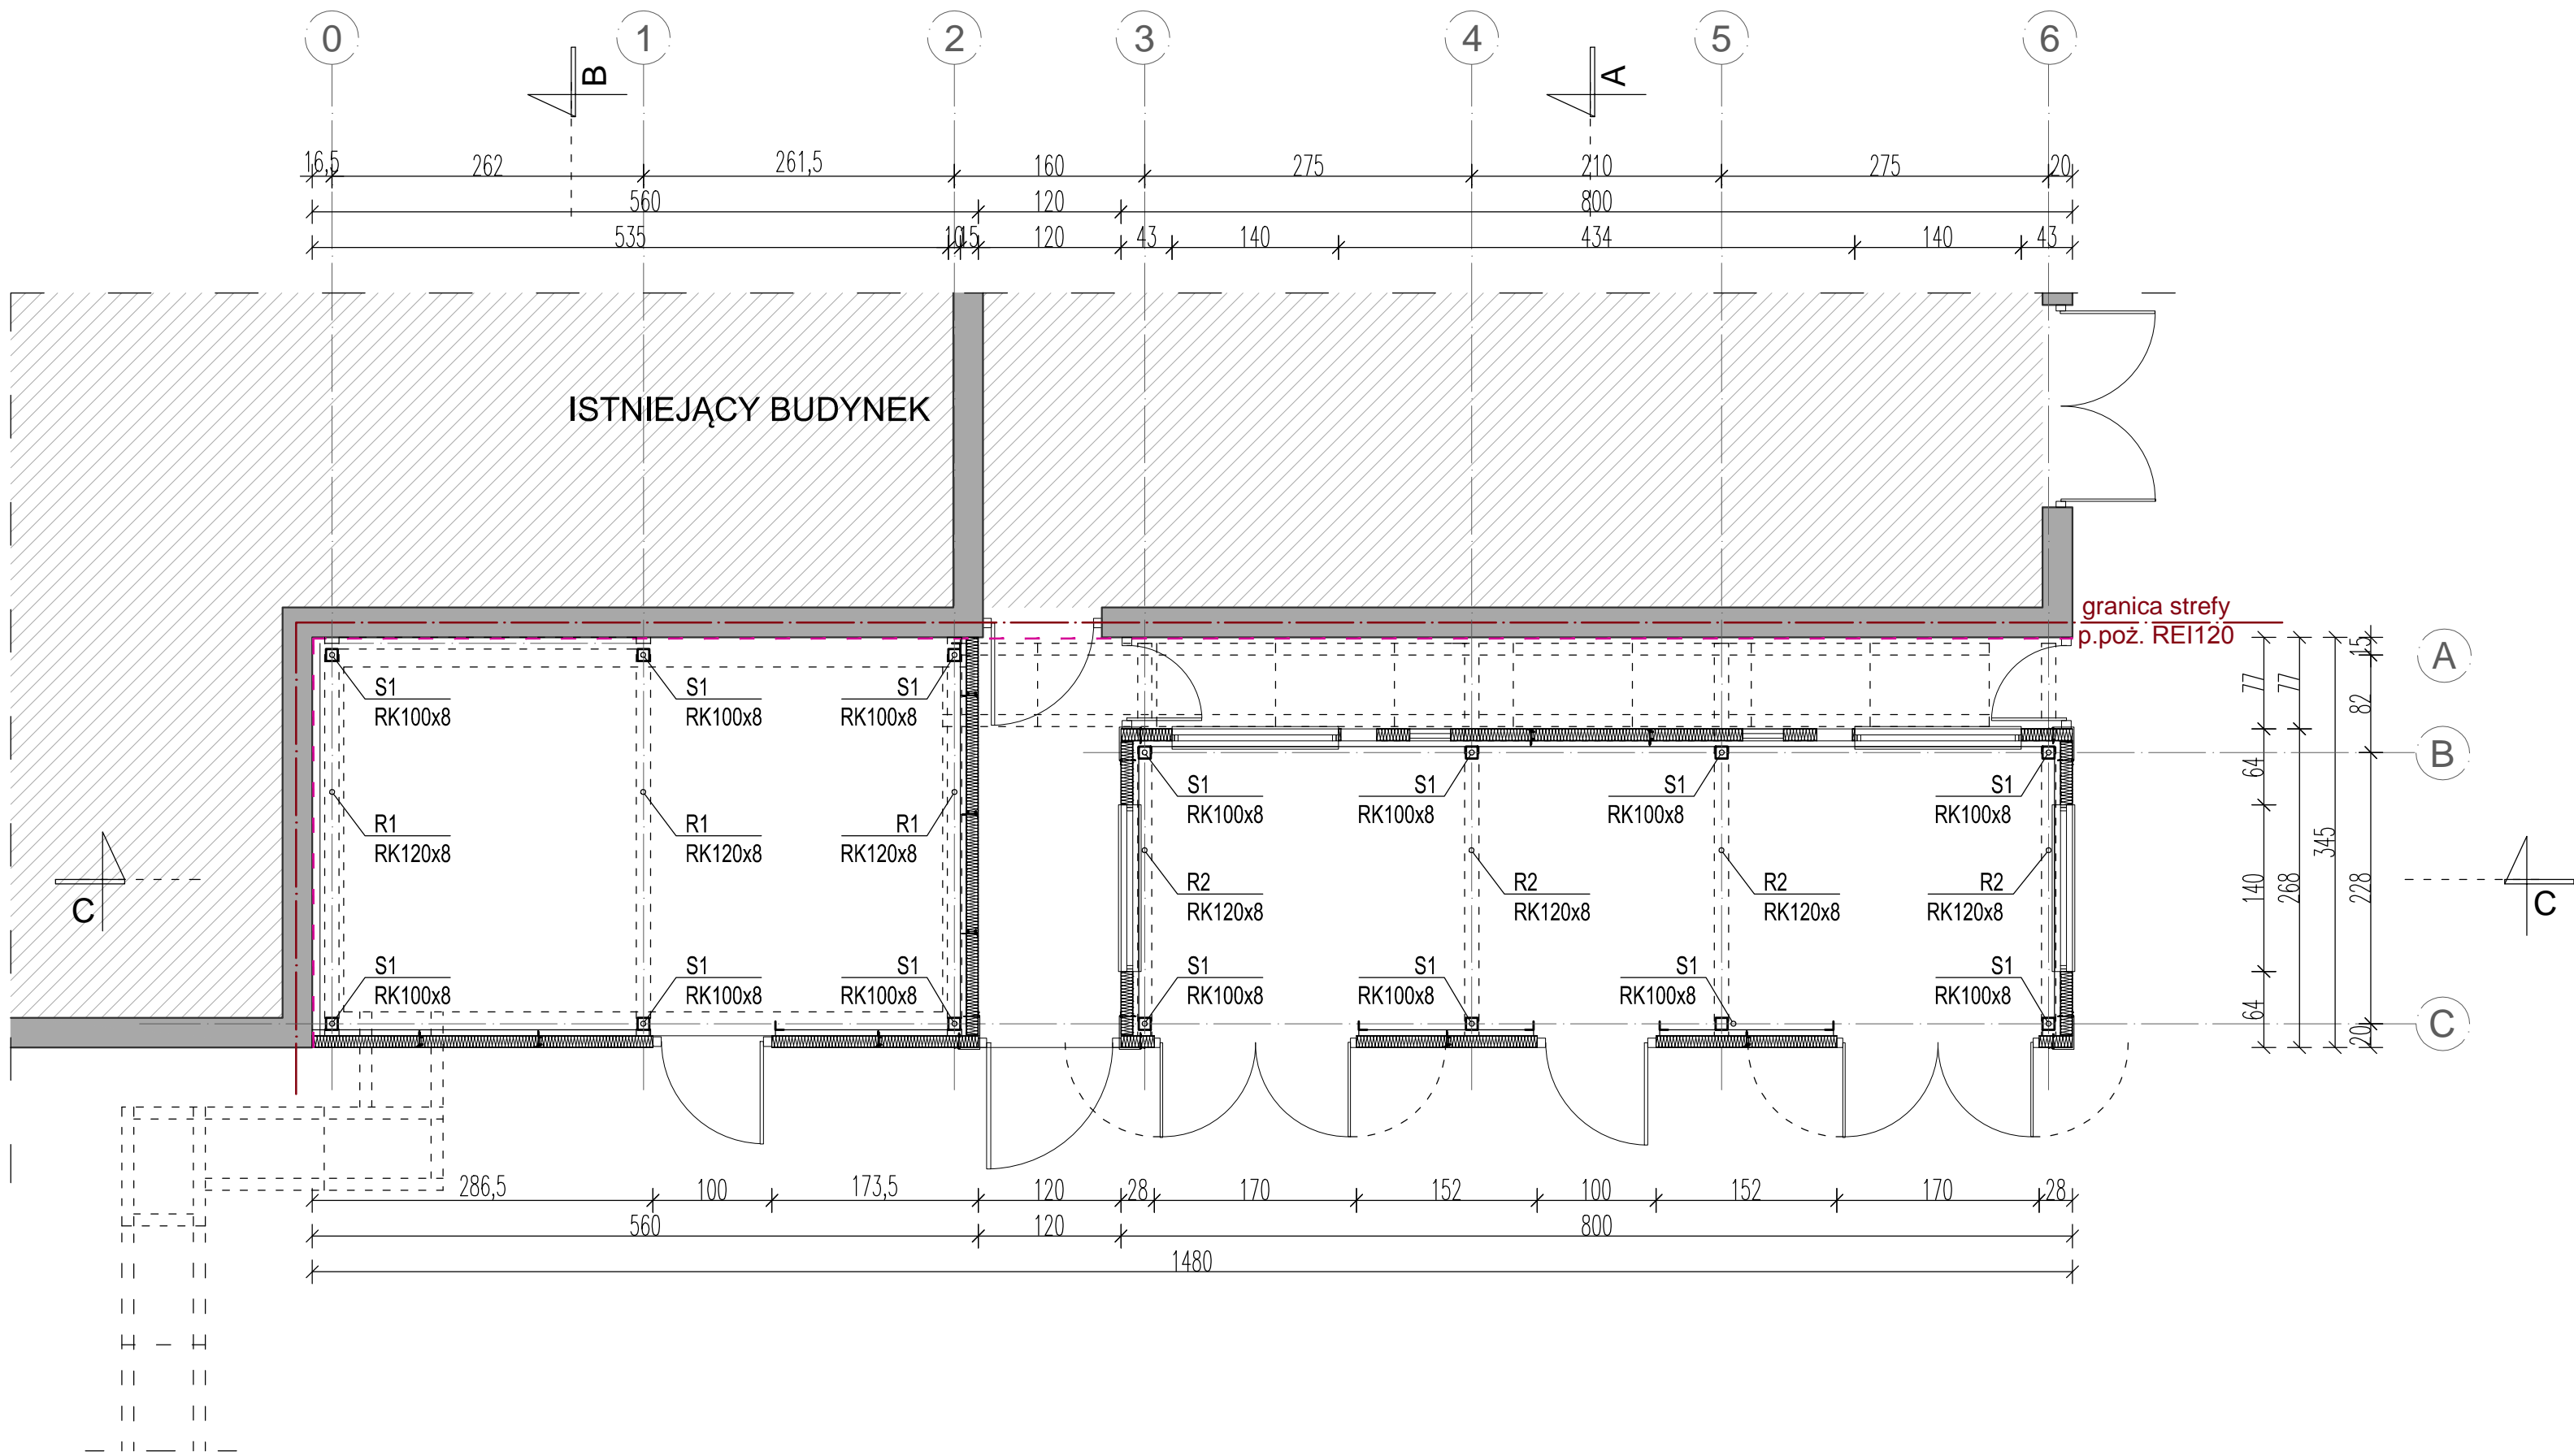 0 1 2 3 4 5 6
B A
16,5 262 261,5 160 275 210 275 20
560 120 800
535 10 15 120 43 140 434 140 43
ISTNIEJĄCY BUDYNEK
granica strefy
p.poż. REI120
A
B
C
S1 S1 S1
RK100x8 RK100x8 RK100x8
S1 S1 S1 S1
RK100x8 RK100x8 RK100x8 RK100x8
R1 R1 R1
RK120x8 RK120x8 RK120x8
R2 R2 R2 R2
RK120x8 RK120x8 RK120x8 RK120x8
C C
S1 S1 S1 S1 S1 S1 S1
RK100x8 RK100x8 RK100x8 RK100x8 RK100x8 RK100x8 RK100x8
77 64 140 64
77 268
345
15 82 228 20
286,5 100 173,5 120 28 170 152 100 152 170 28
560 120 800
1480